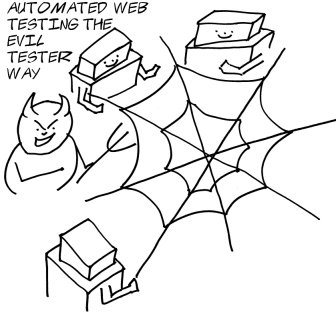 AUTOMATED WEB
TESTING THE
EVIL
TESTER
WAY